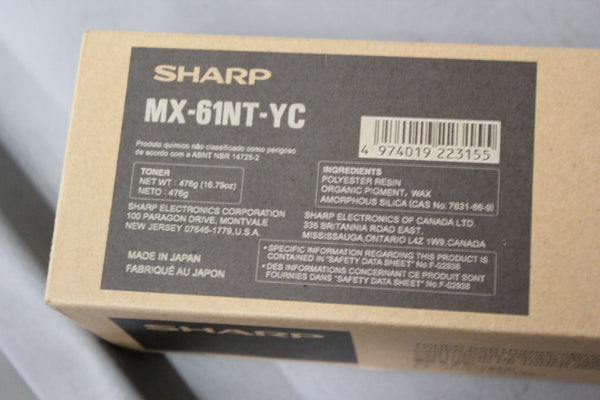 SHARP
MX-61NT-YC
4 974019 223155
Produto químico não classificado como perigoso
de acordo com a ABNT NBR 14725-2
TONER
NET WT : 476g (16.79oz)
NETO : 476g
INGREDIENTS
POLYESTER RESIN
ORGANIC PIGMENT, WAX
AMORPHOUS SILICA (CAS No. 7631-86-9)
SHARP ELECTRONICS CORPORATION
100 PARAGON DRIVE, MONTVALE
NEW JERSEY 07645-1779, U.S.A.
SHARP ELECTRONICS OF CANADA LTD.
335 BRITANNIA ROAD EAST,
MISSISSAUGA, ONTARIO L4Z 1W9, CANADA
MADE IN JAPAN
FABRIQUÉ AU JAPON
* SPECIFIC INFORMATION REGARDING THIS PRODUCT IS
CONTAINED IN "SAFETY DATA SHEET" No.F-02938
* DES INFORMATIONS CONCERNANT CE PRODUIT SONT
FOURNIES DANS "SAFETY DATA SHEET" No.F-02938
SHARP